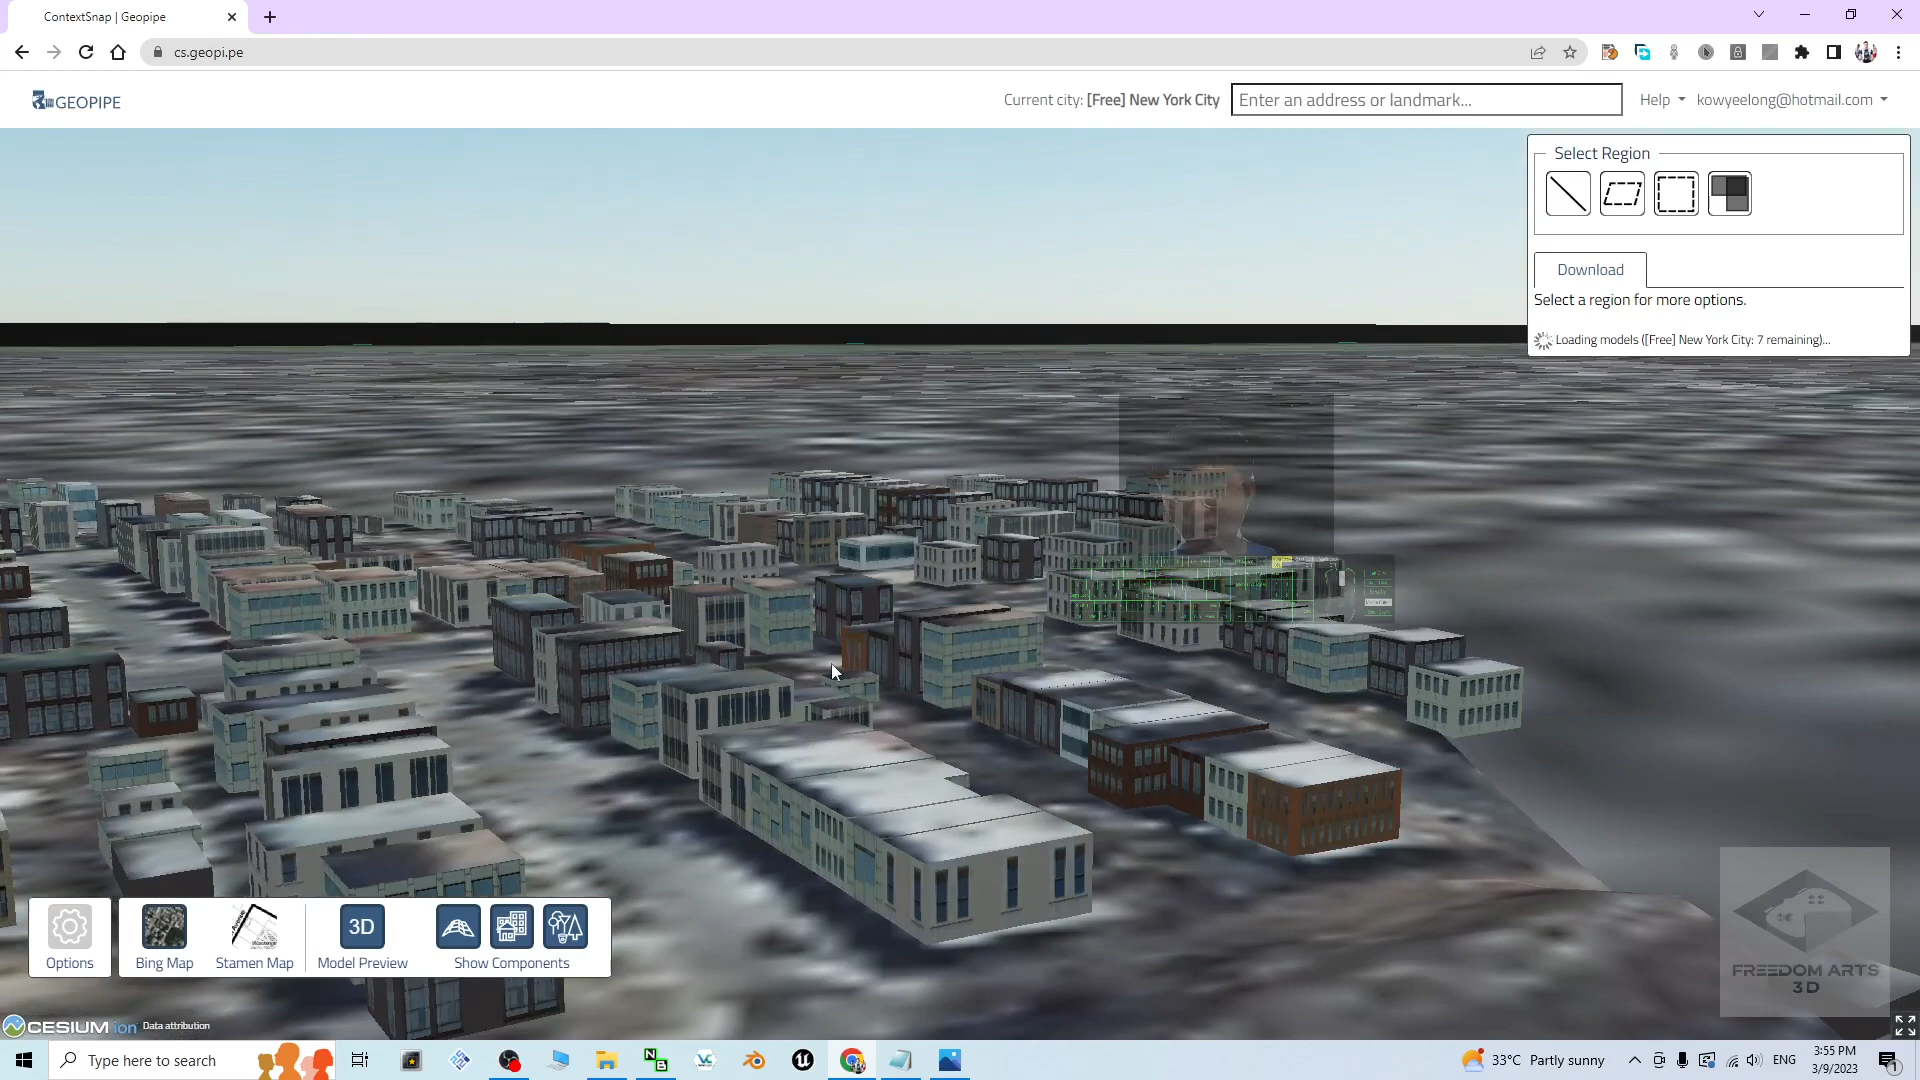 ContextSnap | Geopipe
cs.geopi.pe
GEOPIPE
Current city: [Free] New York City
Enter an address or landmark...
Help
kowyeelong@hotmail.com
Select Region
Download
Select a region for more options.
Loading models ([Free] New York City: 7 remaining)...
Options
Bing Map
Stamen Map
3D
Model Preview
Show Components
FREEDOM ARTS
3D
CESIUM ion
Data attribution
Type here to search
33°C Partly sunny
ENG
3:55 PM
3/9/2023
1